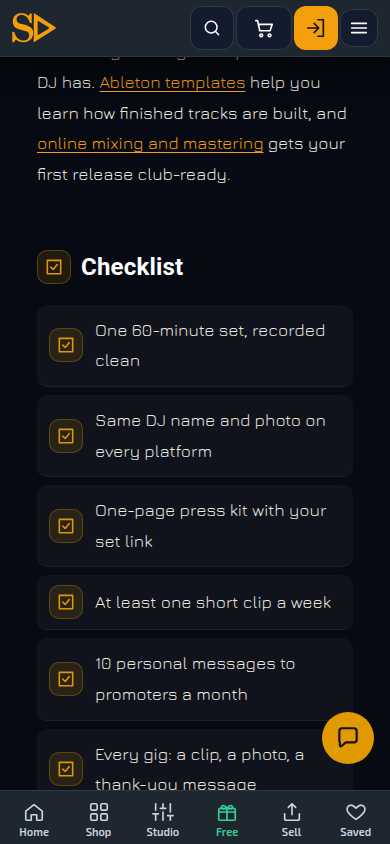 DJ has. Ableton templates help you
learn how finished tracks are built, and
online mixing and mastering gets your
first release club-ready.
Checklist
One 60-minute set, recorded
clean
Same DJ name and photo on
every platform
One-page press kit with your
set link
At least one short clip a week
10 personal messages to
promoters a month
Every gig: a clip, a photo, a
thank-you message
Home
Shop
Studio
Free
Sell
Saved